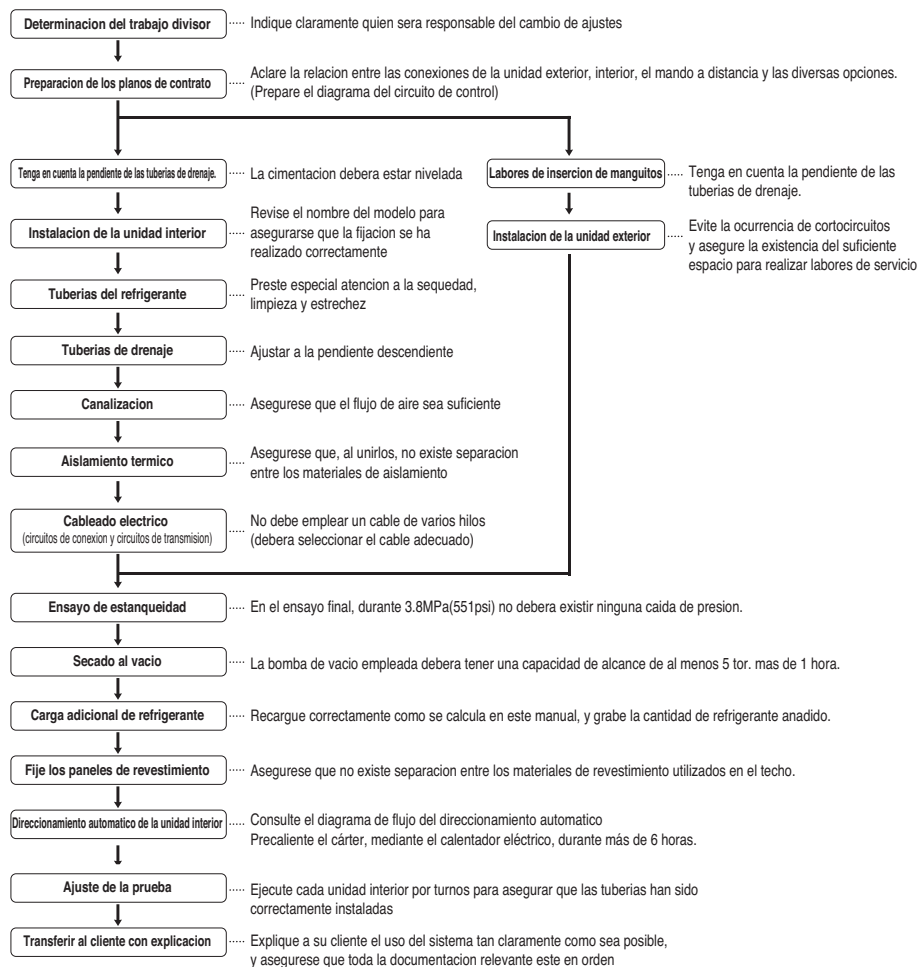 Determinacion del trabajo divisor
Indique claramente quien sera responsable del cambio de ajustes
Preparacion de los planos de contrato
Aclare la relacion entre las conexiones de la unidad exterior, interior, el mando a distancia y las diversas opciones.
(Prepare el diagrama del circuito de control)
Tenga en cuenta la pendiente de las tuberias de drenaje.
La cimentacion debera estar nivelada
Labores de insercion de manguitos
Tenga en cuenta la pendiente de las
tuberias de drenaje.
Instalacion de la unidad interior
Revise el nombre del modelo para
asegurarse que la fijacion se ha
realizado correctamente
Instalacion de la unidad exterior
Evite la ocurrencia de cortocircuitos
y asegure la existencia del suficiente
espacio para realizar labores de servicio
Tuberias del refrigerante
Preste especial atencion a la sequedad,
limpieza y estrechez
Tuberias de drenaje
Ajustar a la pendiente descendiente
Canalizacion
Asegurese que el flujo de aire sea suficiente
Aislamiento termico
Asegurese que, al unirlos, no existe separacion
entre los materiales de aislamiento
Cableado electrico
(circuitos de conexion y circuitos de transmision)
No debe emplear un cable de varios hilos
(debera seleccionar el cable adecuado)
Ensayo de estanqueidad
En el ensayo final, durante 3.8MPa(551psi) no debera existir ninguna caida de presion.
Secado al vacio
La bomba de vacio empleada debera tener una capacidad de alcance de al menos 5 tor. mas de 1 hora.
Carga adicional de refrigerante
Recargue correctamente como se calcula en este manual, y grabe la cantidad de refrigerante anadido.
Fije los paneles de revestimiento
Asegurese que no existe separacion entre los materiales de revestimiento utilizados en el techo.
Direccionamiento automatico de la unidad interior
Consulte el diagrama de flujo del direccionamiento automatico
Precaliente el cárter, mediante el calentador eléctrico, durante más de 6 horas.
Ajuste de la prueba
Ejecute cada unidad interior por turnos para asegurar que las tuberias han sido
correctamente instaladas
Transferir al cliente con explicacion
Explique a su cliente el uso del sistema tan claramente como sea posible,
y asegurese que toda la documentacion relevante este en orden